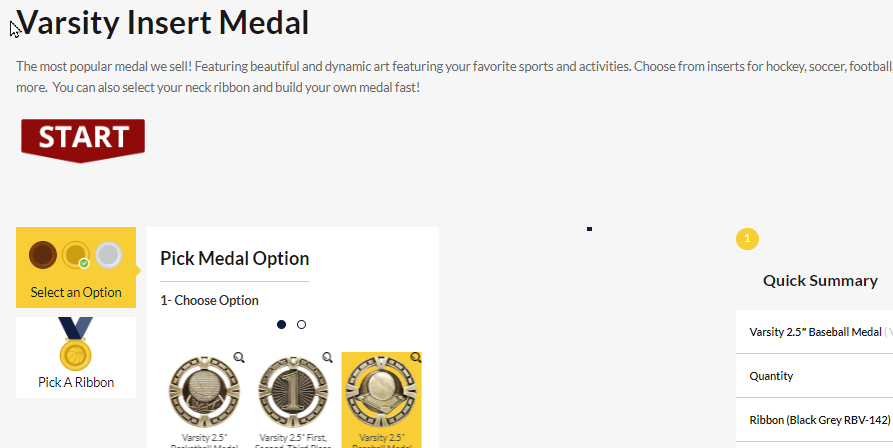 Varsity Insert Medal
The most popular medal we sell! Featuring beautiful and dynamic art featuring your favorite sports and activities. Choose from inserts for hockey, soccer, football,
more. You can also select your neck ribbon and build your own medal fast!
START
Select an Option
Pick A Ribbon
Pick Medal Option
1- Choose Option
1
Varsity 2.5"
Basketball Medal
Varsity 2.5" First,
Second, Third Place
Varsity 2.5"
Baseball Medal
1
Quick Summary
Varsity 2.5" Baseball Medal ( V
Quantity
Ribbon (Black Grey RBV-142)